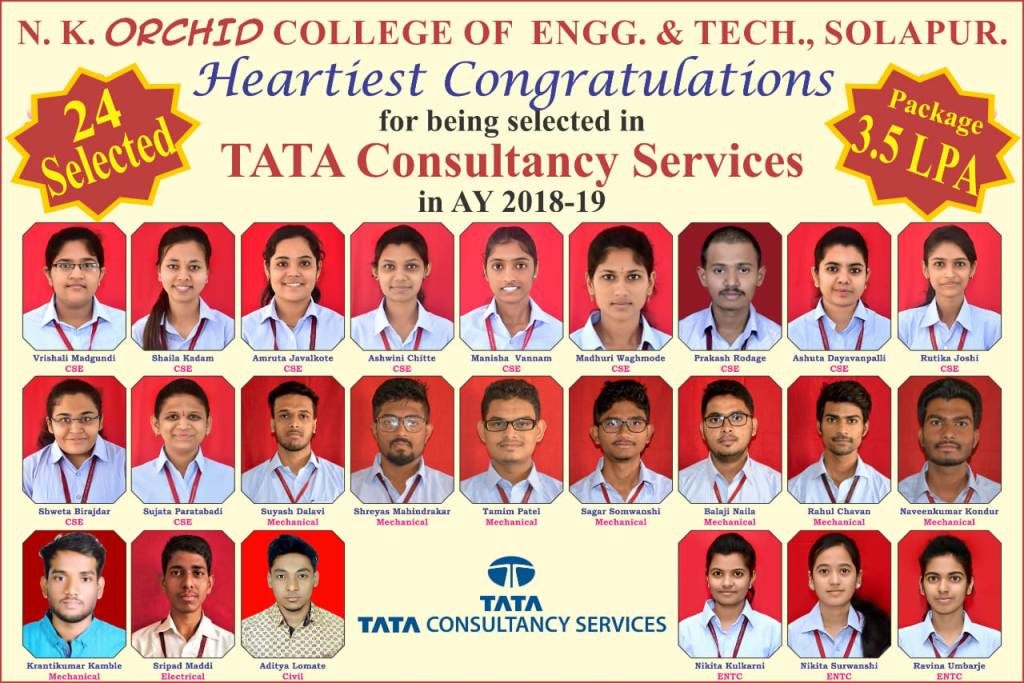 N. K. ORCHID COLLEGE OF ENGG. & TECH., SOLAPUR.
24
Selected
Heartiest Congratulations
for being selected in
TATA Consultancy Services
in AY 2018-19
Package
3.5 LPA
Vrishali Madgundi Shaila Kadam Amruta Javalkote Ashwini Chitte Manisha Vannam Madhuri Waghmode Prakash Rodage Ashuta Dayavanpalli Rutika Joshi
CSE CSE CSE CSE CSE CSE CSE CSE CSE
Shweta Birajdar Sujata Paratabadi Suyash Dalavi Shreyas Mahindrakar Tamim Patel Sagar Somwanshi Balaji Naila Rahul Chavan Naveenkumar Kondur
CSE CSE Mechanical Mechanical Mechanical Mechanical Mechanical Mechanical Mechanical
TATA
TATA CONSULTANCY SERVICES
Krantikumar Kamble Sripad Maddi Aditya Lomate Nikita Kulkarni Nikita Surwanshi Ravina Umbarje
Mechanical Electrical Civil ENTC ENTC ENTC